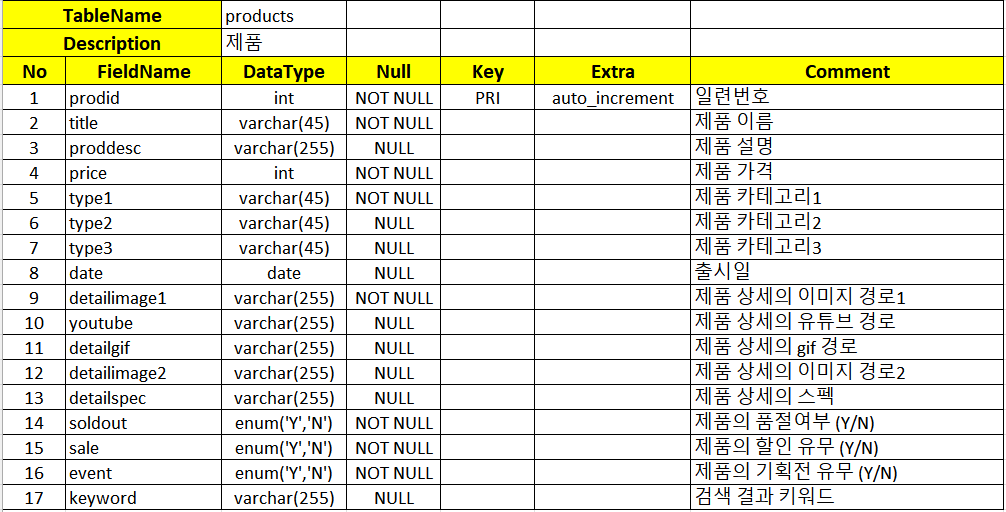 TableName products
Description 제품
No FieldName DataType Null Key Extra Comment
1 prodid int NOT NULL PRI auto_increment 일련번호
2 title varchar(45) NOT NULL 제품 이름
3 proddesc varchar(255) NULL 제품 설명
4 price int NOT NULL 제품 가격
5 type1 varchar(45) NOT NULL 제품 카테고리1
6 type2 varchar(45) NULL 제품 카테고리2
7 type3 varchar(45) NULL 제품 카테고리3
8 date date NULL 출시일
9 detailimage1 varchar(255) NOT NULL 제품 상세의 이미지 경로1
10 youtube varchar(255) NULL 제품 상세의 유튜브 경로
11 detailgif varchar(255) NULL 제품 상세의 gif 경로
12 detailimage2 varchar(255) NULL 제품 상세의 이미지 경로2
13 detailspec varchar(255) NULL 제품 상세의 스펙
14 soldout enum('Y','N') NOT NULL 제품의 품절여부 (Y/N)
15 sale enum('Y','N') NOT NULL 제품의 할인 유무 (Y/N)
16 event enum('Y','N') NOT NULL 제품의 기획전 유무 (Y/N)
17 keyword varchar(255) NULL 검색 결과 키워드